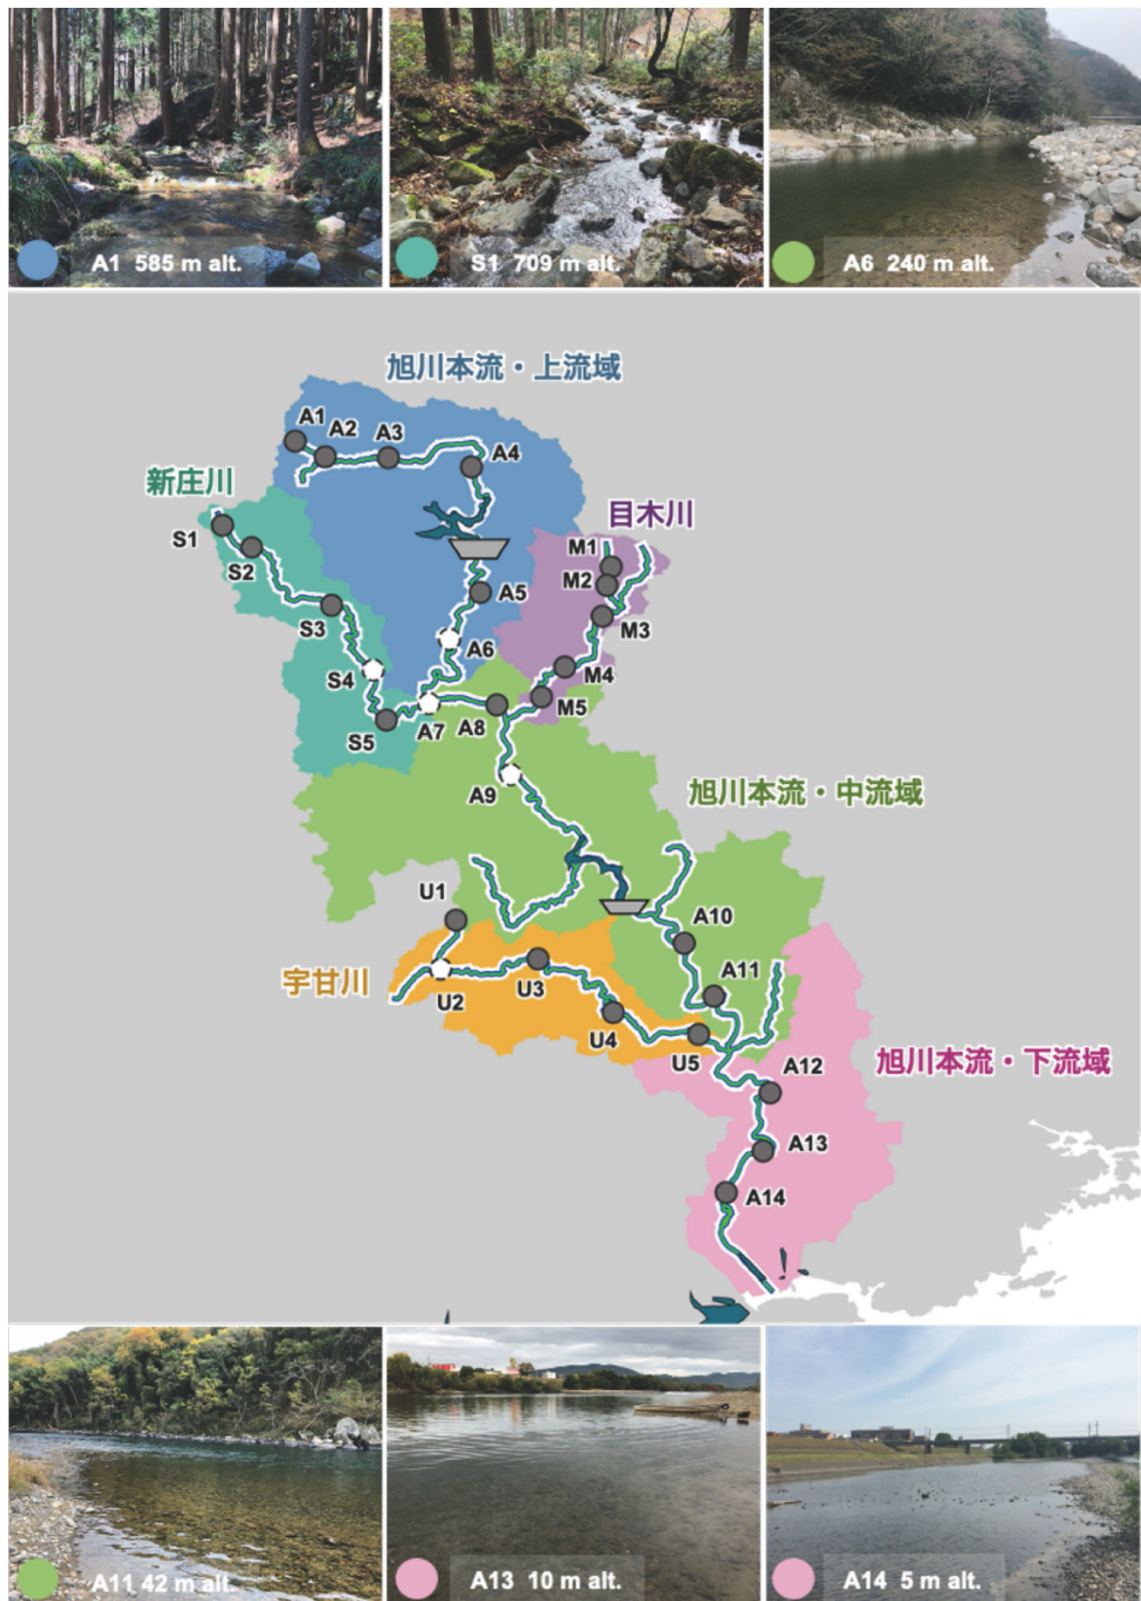 A1 585 m alt.
S1 709 m alt.
A6 240 m alt.
旭川本流・上流域
A1
A2
A3
A4
新庄川
目木川
S1
S2
M1
M2
A5
S3
M3
A6
S4
M4
M5
A7
A8
S5
A9
旭川本流・中流域
U1
A10
A11
宇甘川
U2
U3
U4
U5
旭川本流・下流域
A12
A13
A14
A11 42 m alt.
A13 10 m alt.
A14 5 m alt.